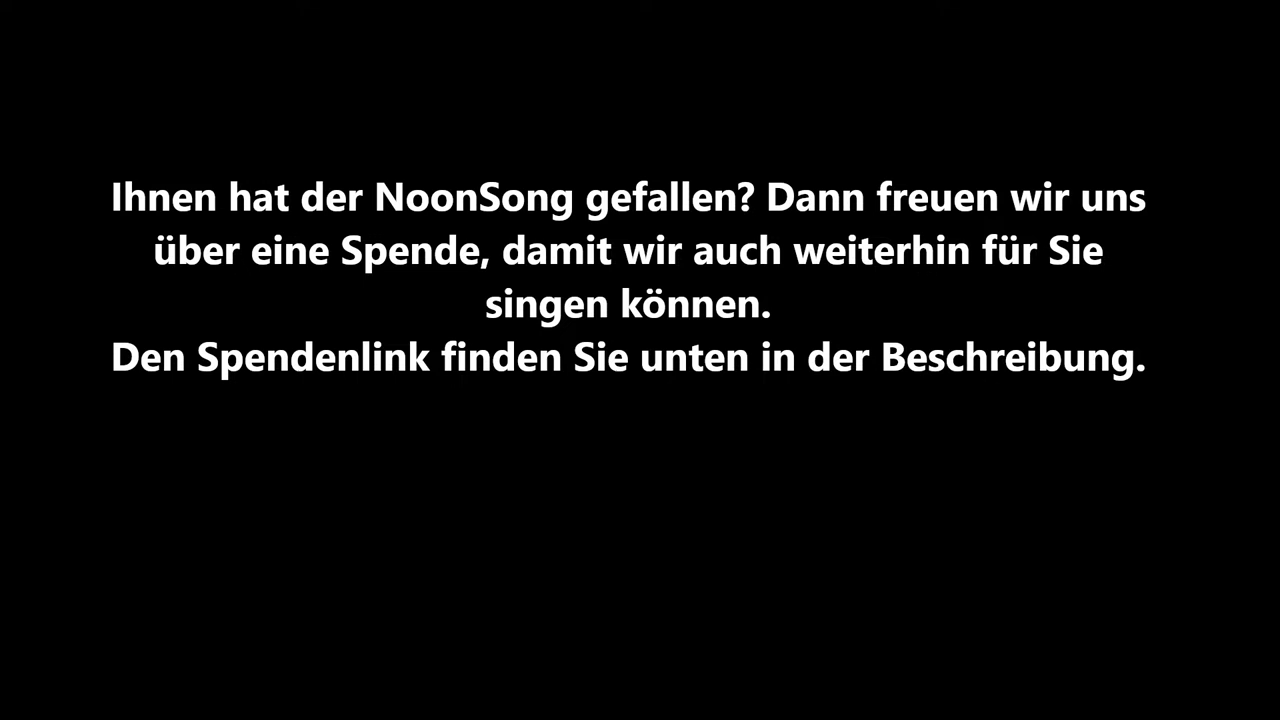 Ihnen hat der NoonSong gefallen? Dann freuen wir uns
über eine Spende, damit wir auch weiterhin für Sie
singen können.
Den Spendenlink finden Sie unten in der Beschreibung.